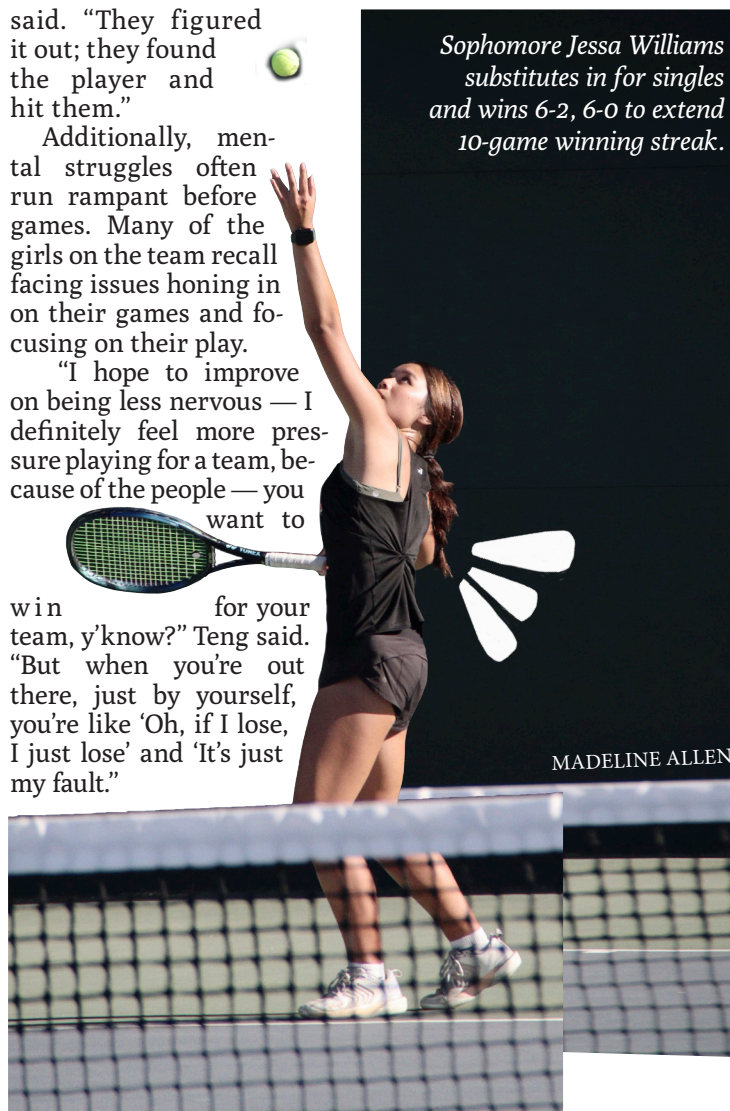 said. “They figured
it out; they found
the player and
hit them.”
Additionally, men-
tal struggles often
run rampant before
games. Many of the
girls on the team recall
facing issues honing in
on their games and fo-
cusing on their play.
“I hope to improve
on being less nervous — I
definitely feel more pres-
sure playing for a team, be-
cause of the people — you
want to
win for your
team, y’know?” Teng said.
“But when you’re out
there, just by yourself,
you’re like ‘Oh, if I lose,
I just lose’ and ‘It’s just
my fault.”
Sophomore Jessa Williams
substitutes in for singles
and wins 6-2, 6-0 to extend
10-game winning streak.
YONEX
MADELINE ALLEN